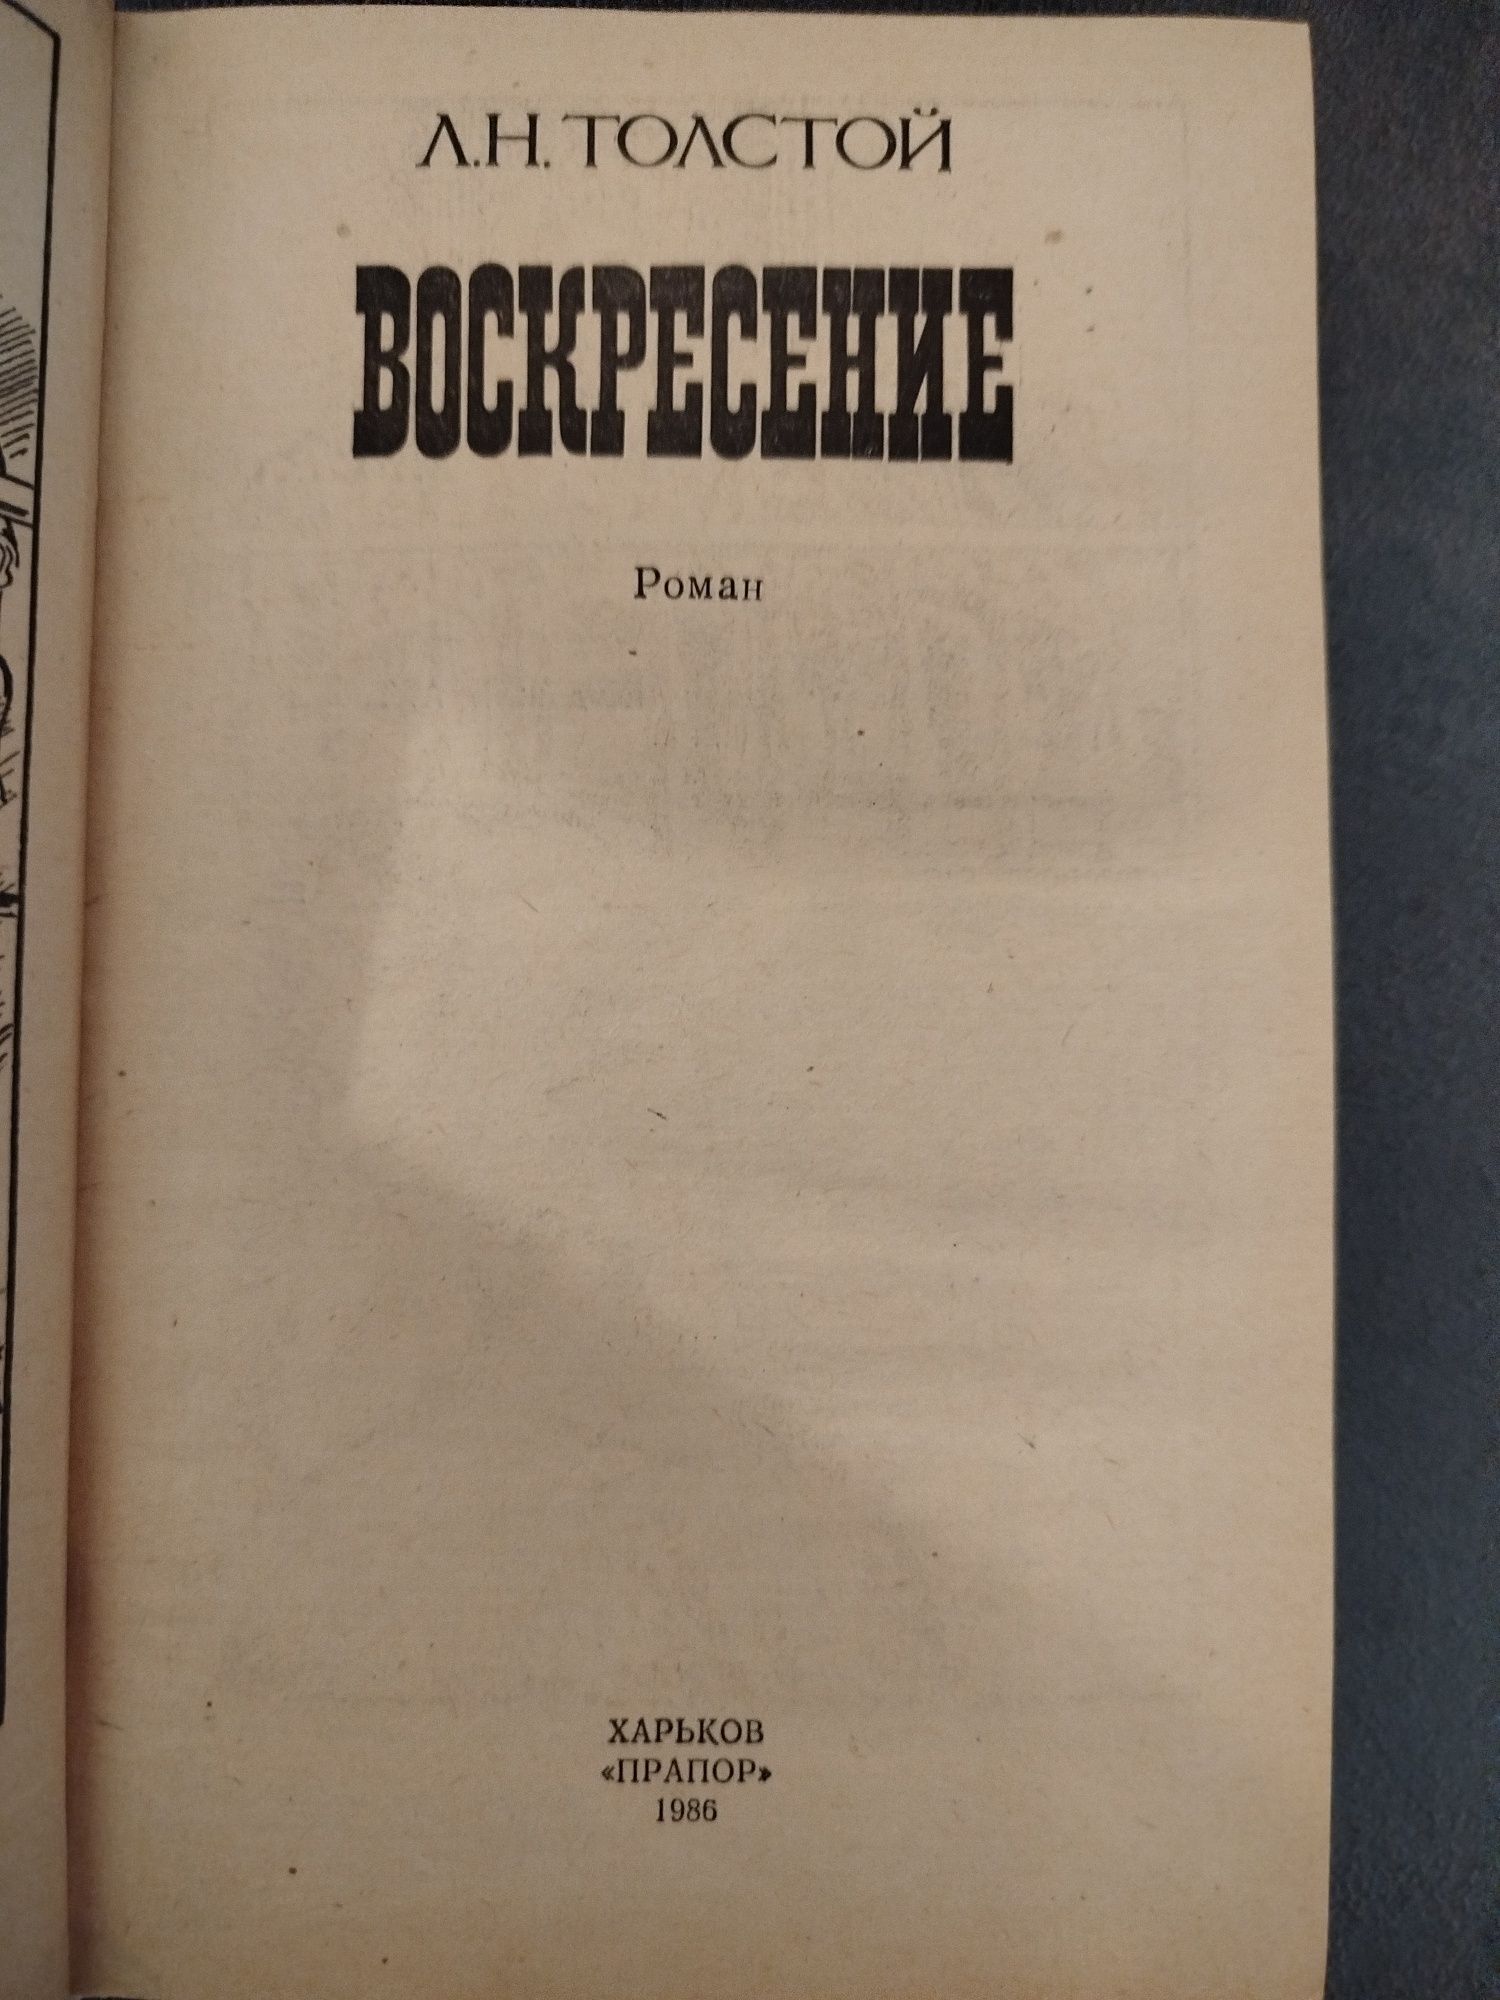 Л.Н. ТОЛСТОЙ
ВОСКРЕСЕНИЕ
Роман
ХАРЬКОВ
«ПРАПОР»
1986